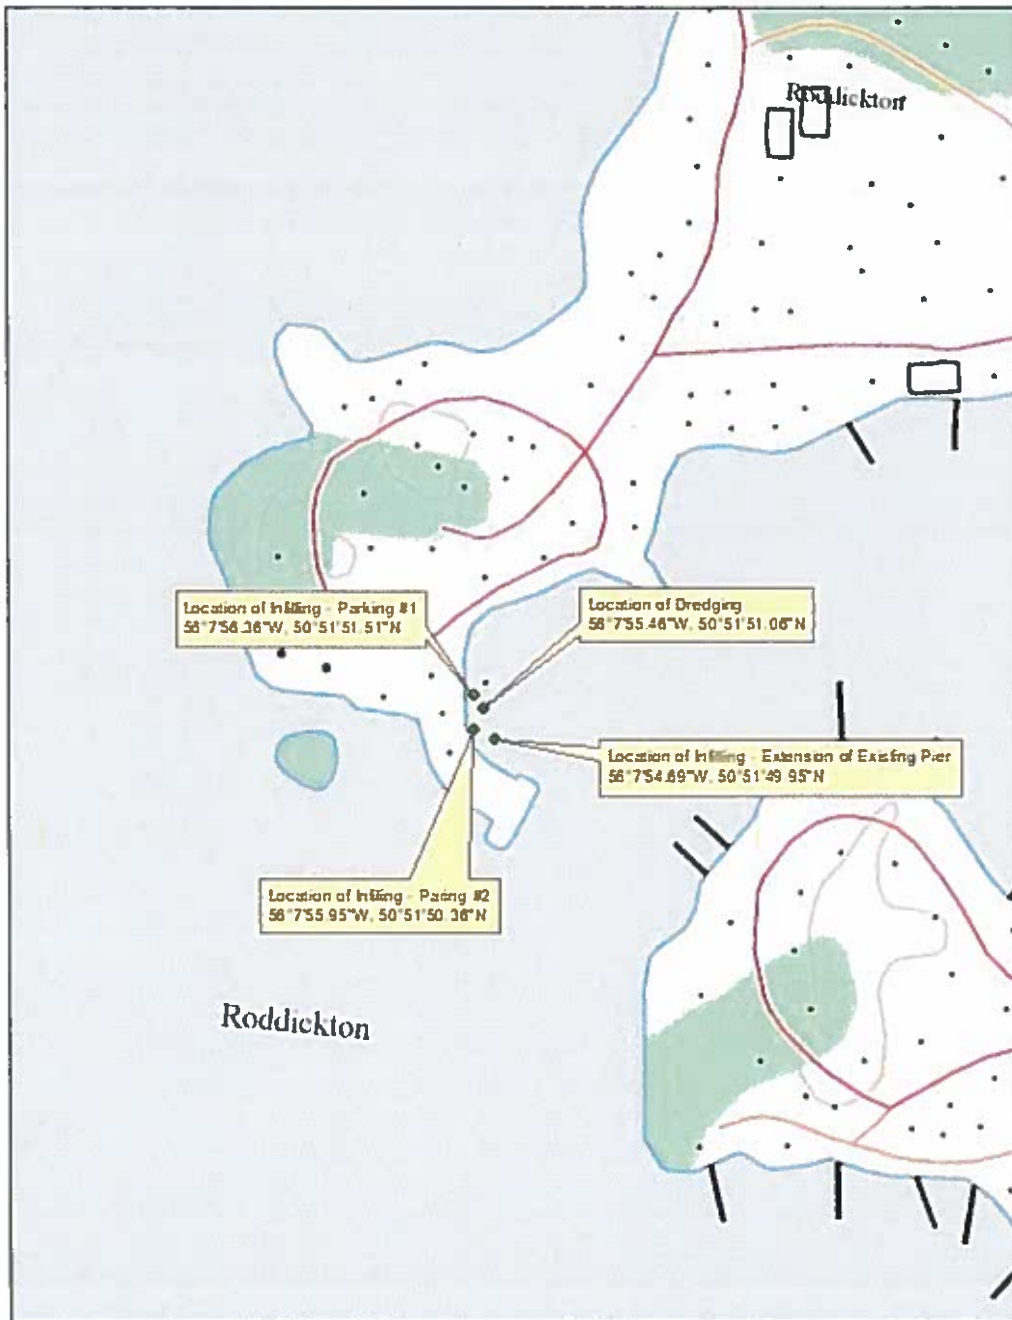 Roddickton
Location of Infilling - Parking #1
56°7'56.36"W, 50°51'51.51"N
Location of Dredging
56°7'55.46"W, 50°51'51.06"N
Location of Infilling - Extension of Existing Pier
56°7'54.69"W, 50°51'49.95"N
Location of Infilling - Paring #2
56°7'55.95"W, 50°51'50.36"N
Roddickton